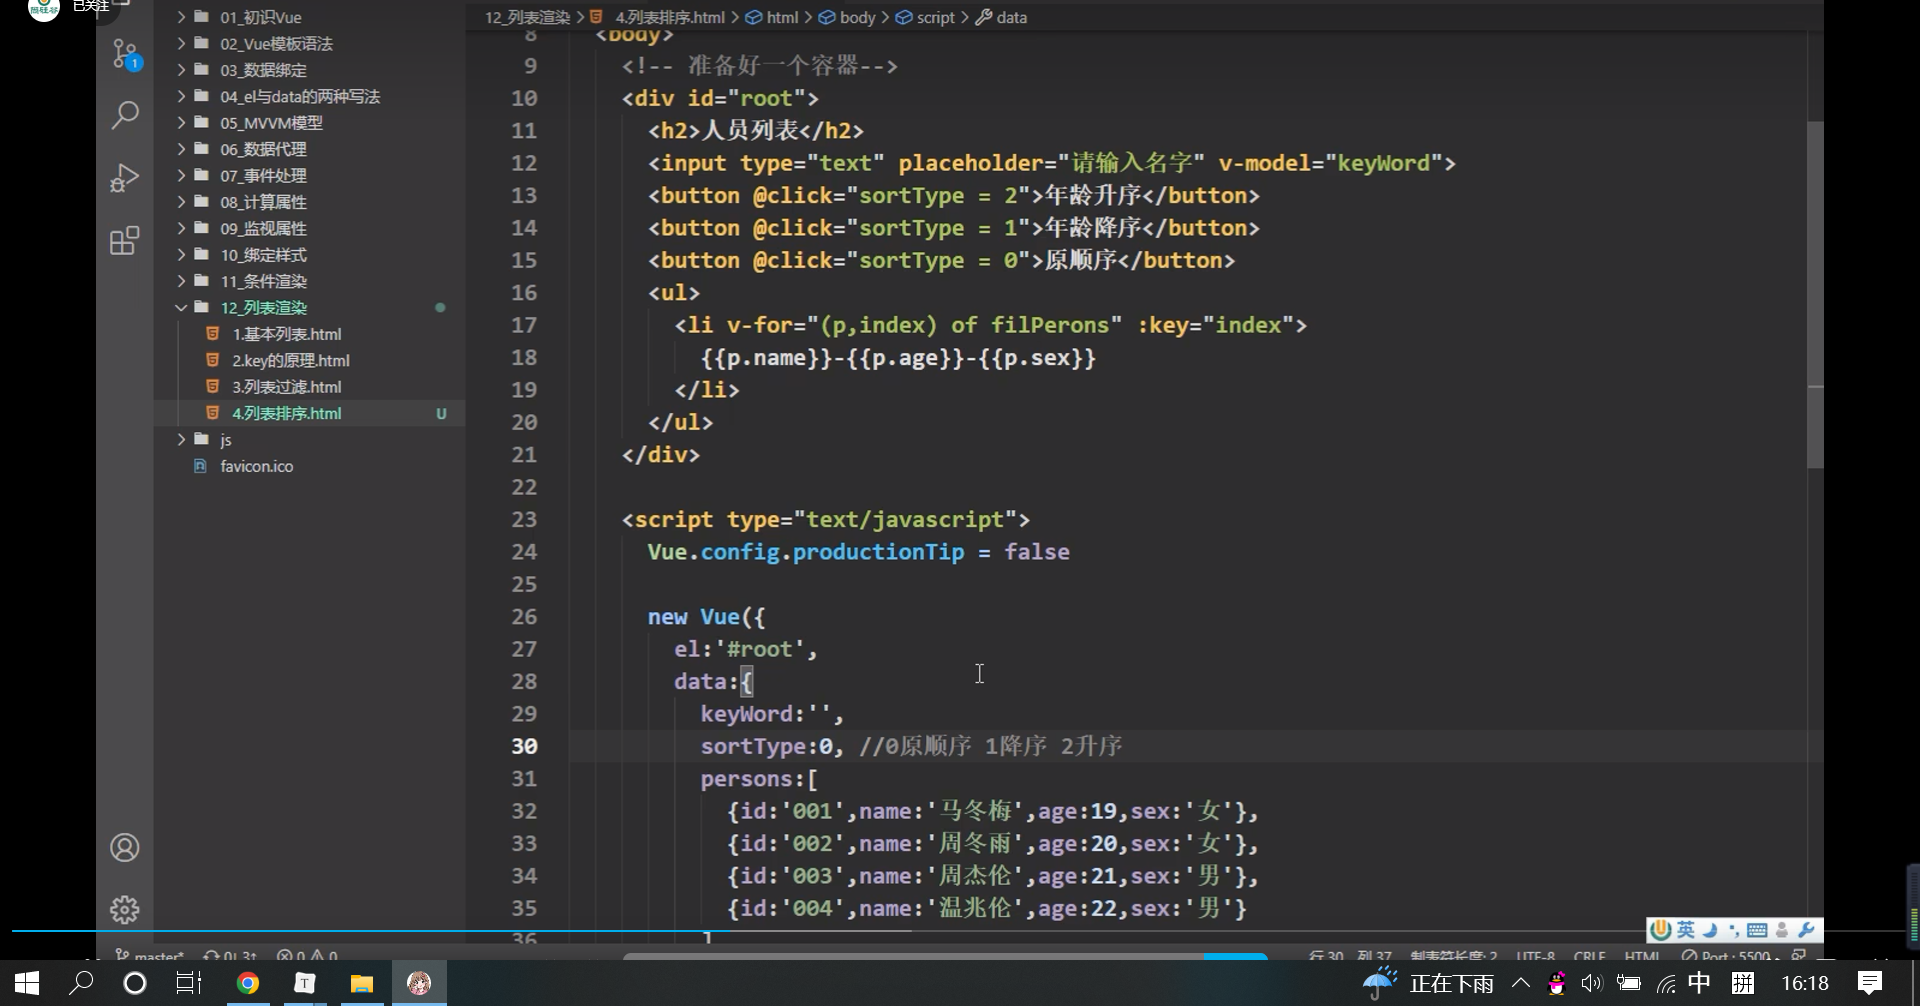 已关注
01_初识Vue
02_Vue模板语法
03_数据绑定
04_el与data的两种写法
05_MVVM模型
06_数据代理
07_事件处理
08_计算属性
09_监视属性
10_绑定样式
11_条件渲染
12_列表渲染
1.基本列表.html
2.key的原理.html
3.列表过滤.html
4.列表排序.html U
js
favicon.ico
1
12_列表渲染 > 4.列表排序.html > html > body > script > data
8 <body>
9 <!-- 准备好一个容器-->
10 <div id="root">
11 <h2>人员列表</h2>
12 <input type="text" placeholder="请输入名字" v-model="keyWord">
13 <button @click="sortType = 2">年龄升序</button>
14 <button @click="sortType = 1">年龄降序</button>
15 <button @click="sortType = 0">原顺序</button>
16 <ul>
17 <li v-for="(p,index) of filPerons" :key="index">
18 {{p.name}}-{{p.age}}-{{p.sex}}
19 </li>
20 </ul>
21 </div>
22
23 <script type="text/javascript">
24 Vue.config.productionTip = false
25
26 new Vue({
27 el:'#root',
28 data:{
29 keyWord:'',
30 sortType:0, //0原顺序 1降序 2升序
31 persons:[
32 {id:'001',name:'马冬梅',age:19,sex:'女'},
33 {id:'002',name:'周冬雨',age:20,sex:'女'},
34 {id:'003',name:'周杰伦',age:21,sex:'男'},
35 {id:'004',name:'温兆伦',age:22,sex:'男'}
36 ]
英
master* 0↓ 3↑ 0 0
行 30, 列 37 制表符长度: 2 UTF-8 CRLF HTML Port : 5500
T
正在下雨 中 拼 16:18